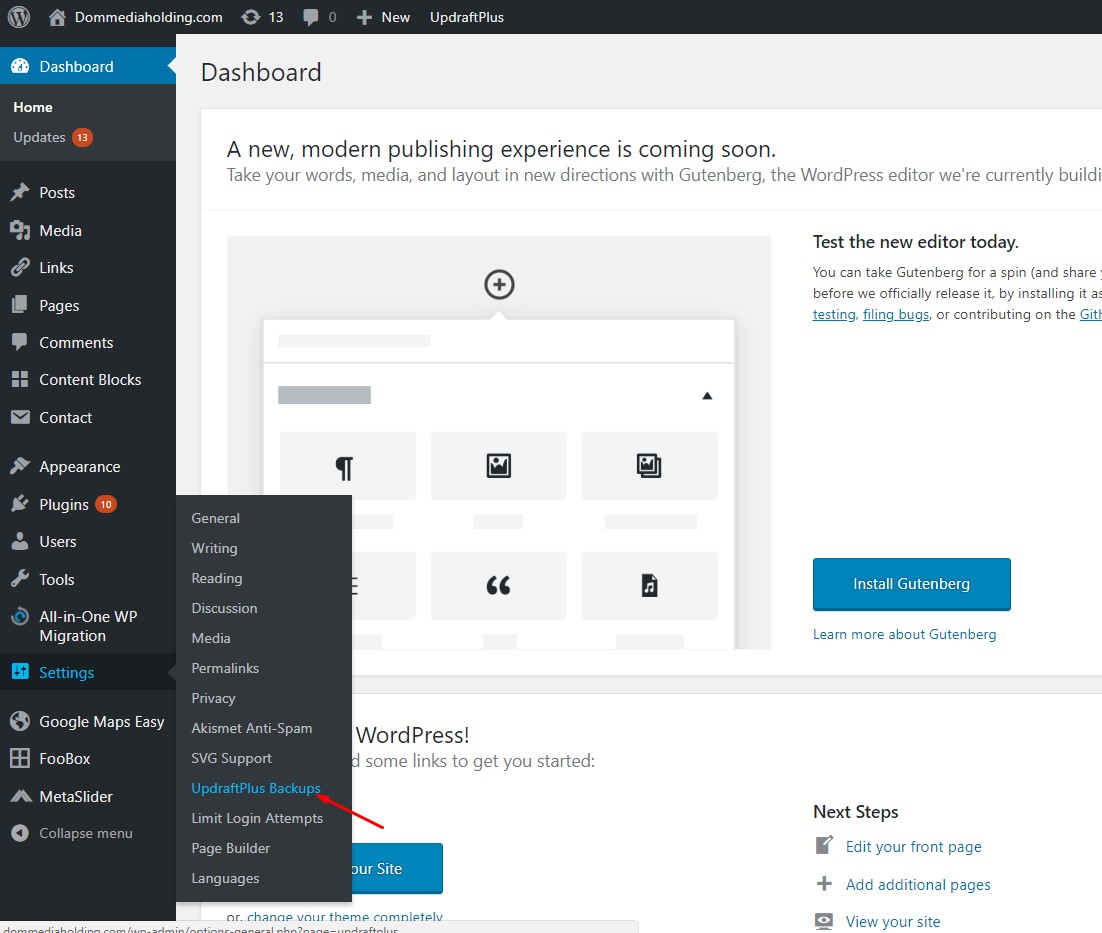 Dommediaholding.com 13 0 New UpdraftPlus
Dashboard
Home
Updates 13
Posts
Media
Links
Pages
Comments
Content Blocks
Contact
Appearance
Plugins 10
Users
Tools
All-in-One WP
Migration
Settings
Google Maps Easy
FooBox
MetaSlider
Collapse menu
General
Writing
Reading
Discussion
Media
Permalinks
Privacy
Akismet Anti-Spam
SVG Support
UpdraftPlus Backups
Limit Login Attempts
Page Builder
Languages
Dashboard
A new, modern publishing experience is coming soon.
Take your words, media, and layout in new directions with Gutenberg, the WordPress editor we're currently buildi
Test the new editor today.
You can take Gutenberg for a spin (and share
before we officially release it, by installing it as
testing, filing bugs, or contributing on the Gith
Install Gutenberg
Learn more about Gutenberg
WordPress!
d some links to get you started:
our Site
or, change your theme completely
Next Steps
Edit your front page
Add additional pages
View your site
dommediaholding.com/wp-admin/options-general.php?page=updraftplus